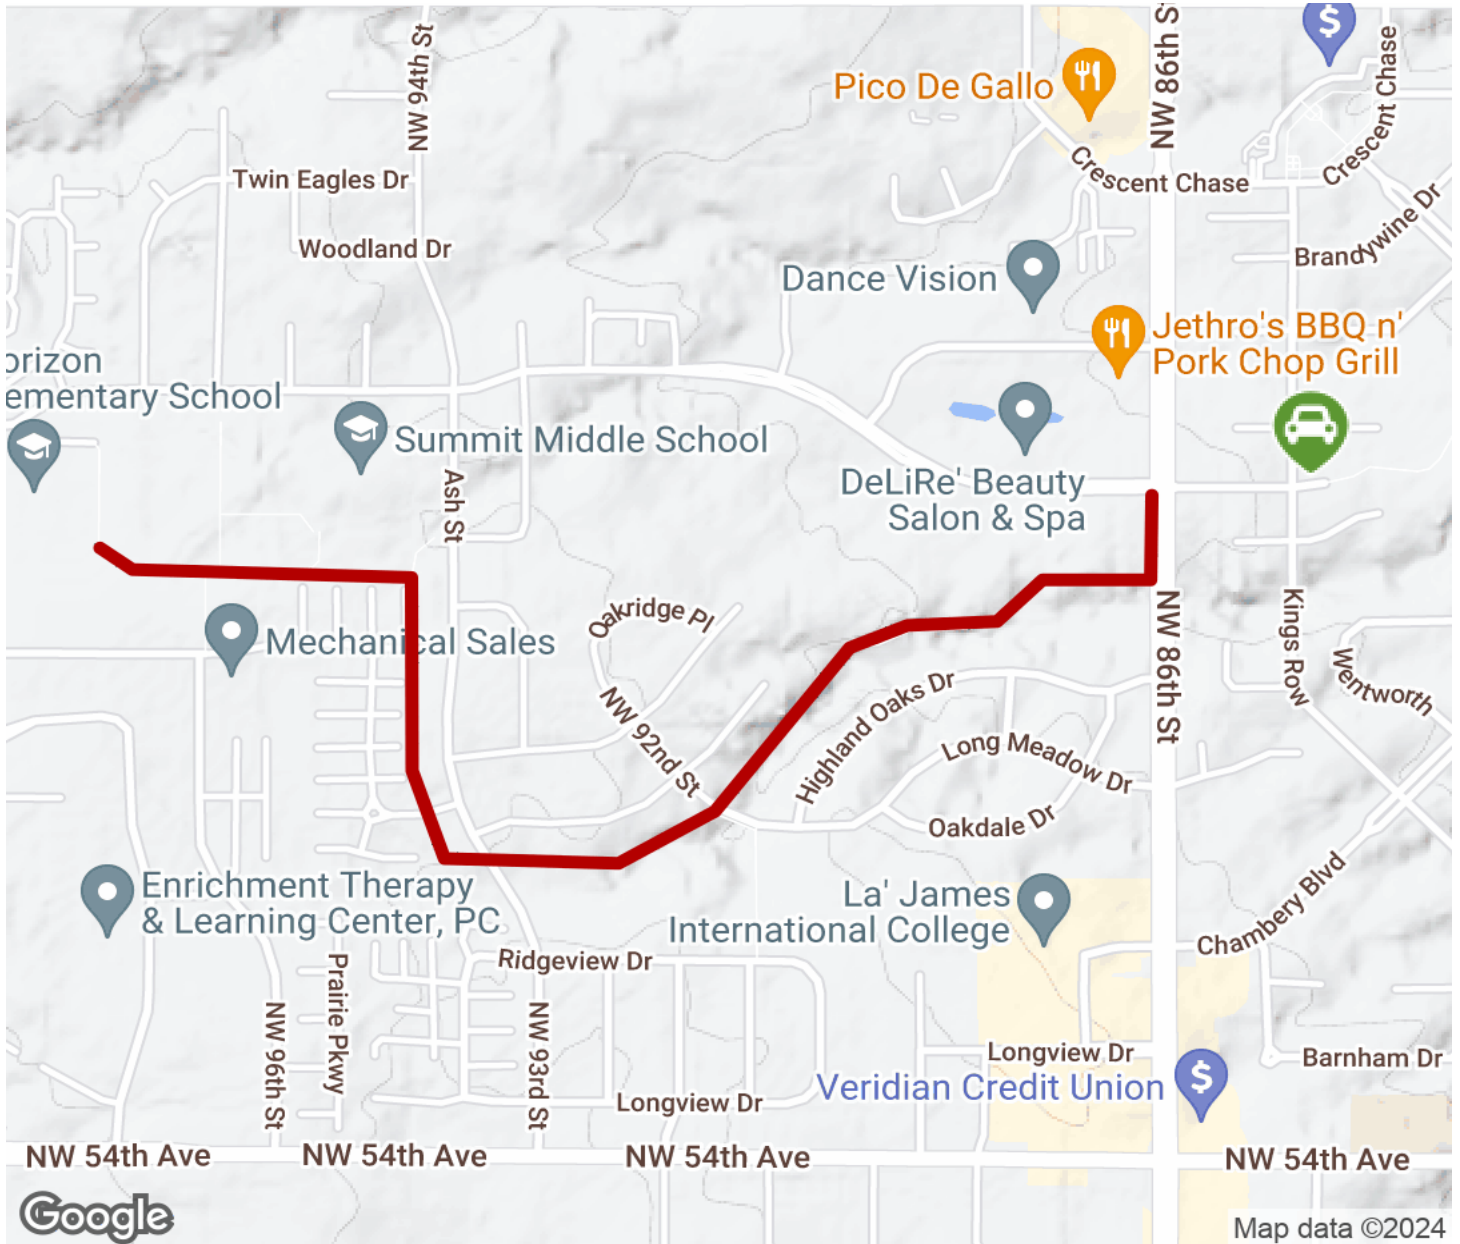 NW 94th St
NW 86th S
$
Pico De Gallo
Crescent Chase
Crescent Chase
Twin Eagles Dr
Woodland Dr
Brandywine Dr
Dance Vision
Jethro's BBQ n'
Pork Chop Grill
orizon
ementary School
Summit Middle School
Ash St
DeLiRe' Beauty
Salon & Spa
Oakridge Pl
Mechanical Sales
NW 86th St
Kings Row
Wentworth
NW 92nd St
Highland Oaks Dr
Long Meadow Dr
Oakdale Dr
Enrichment Therapy
& Learning Center, PC
La' James
International College
Chambery Blvd
Ridgeview Dr
Prairie Pkwy
NW 96th St
NW 93rd St
Longview Dr
Barnham Dr
Veridian Credit Union
$
Longview Dr
NW 54th Ave
NW 54th Ave
NW 54th Ave
NW 54th Ave
Google
Map data ©2024